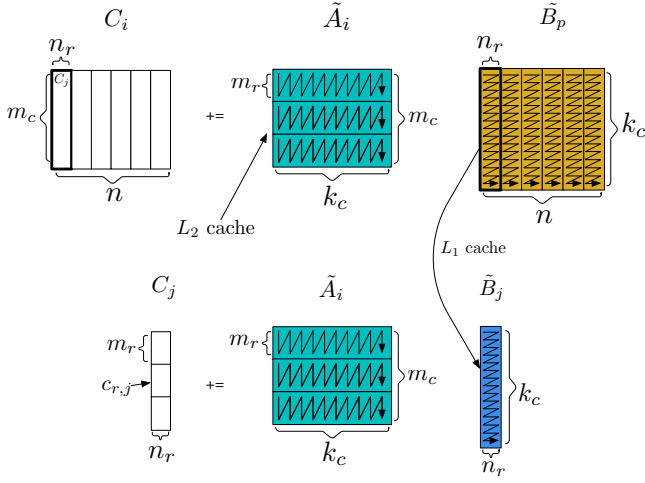 C_i Ã_i B̃_p
n_r n_r
C_j
m_r
m_c += m_c k_c
n k_c n
L_2 cache
L_1 cache
C_j Ã_i B̃_j
m_r m_r
c_{r,j} += m_c k_c
n_r k_c n_r